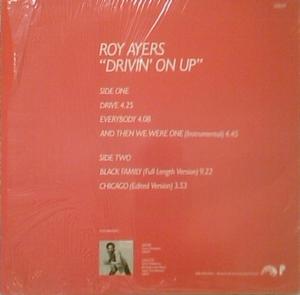 ROY AYERS
"DRIVIN' ON UP"
SIDE ONE
DRIVE 4.25
EVERYBODY 4.08
AND THEN WE WERE ONE (Instrumental) 4.45
SIDE TWO
BLACK FAMILY (Full Length Version) 9.22
CHICAGO (Edited Version) 3.53